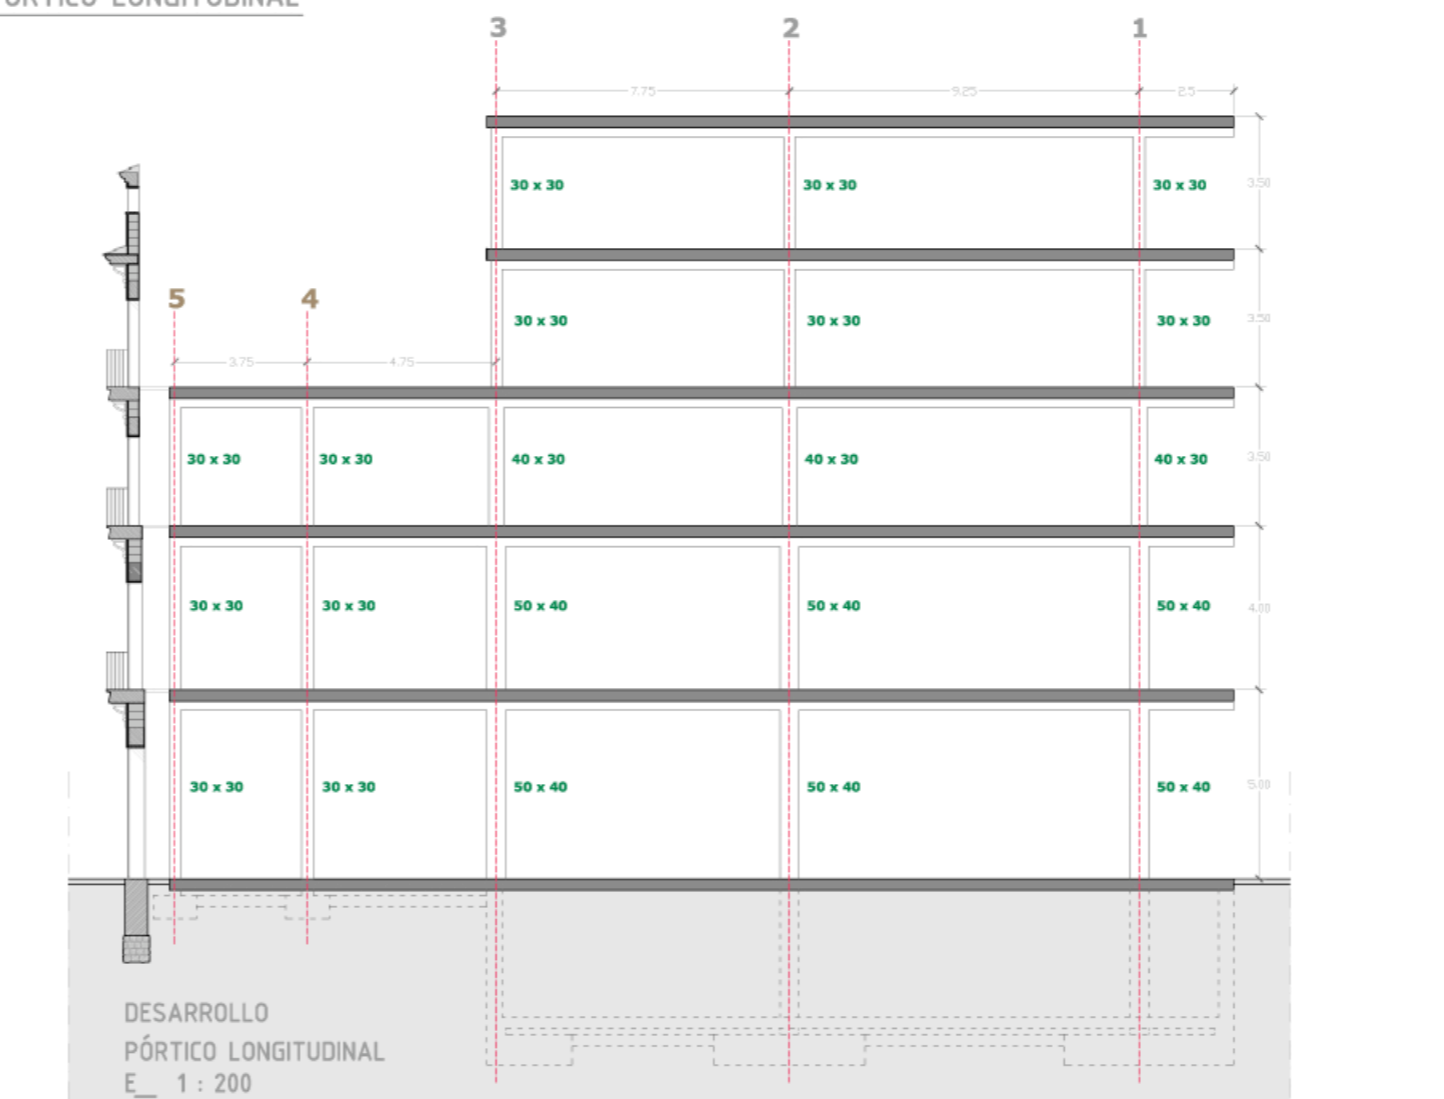 PÓRTICO LONGITUDINAL
3 2 1
7.75 9.25 2.5
30 x 30 30 x 30 30 x 30 3.50
5 4
30 x 30 30 x 30 30 x 30 3.50
3.75 4.75
30 x 30 30 x 30 40 x 30 40 x 30 40 x 30 3.50
30 x 30 30 x 30 50 x 40 50 x 40 50 x 40 4.00
30 x 30 30 x 30 50 x 40 50 x 40 50 x 40 5.00
DESARROLLO
PÓRTICO LONGITUDINAL
E__ 1 : 200